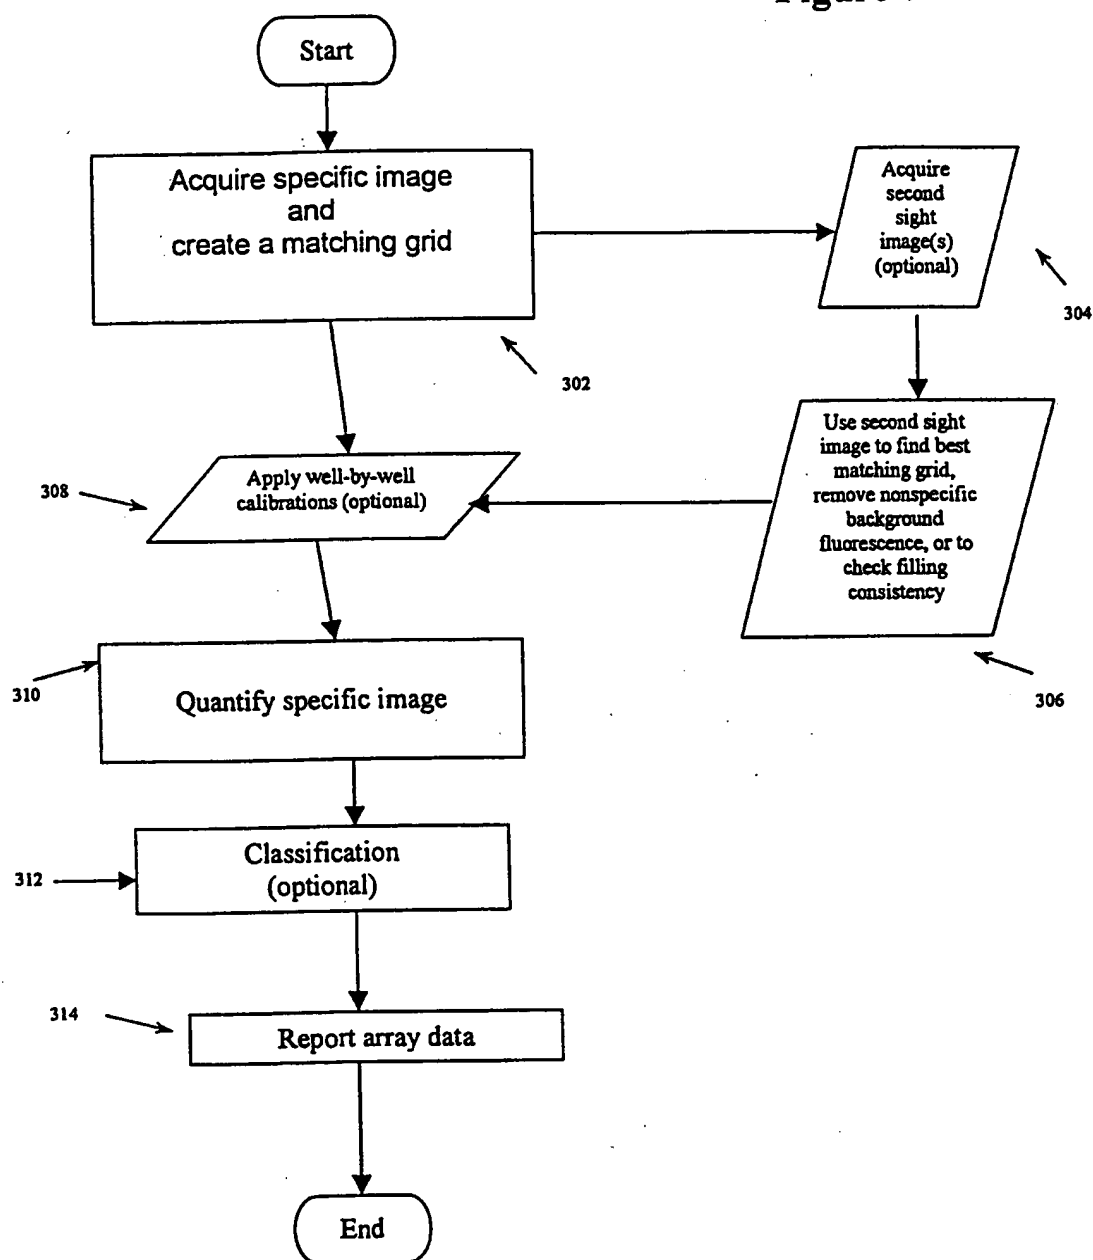 Start
Acquire specific image
and
create a matching grid
302
Acquire
second
sight
image(s)
(optional)
304
Use second sight
image to find best
matching grid,
remove nonspecific
background
fluorescence, or to
check filling
consistency
306
308
Apply well-by-well
calibrations (optional)
310
Quantify specific image
312
Classification
(optional)
314
Report array data
End